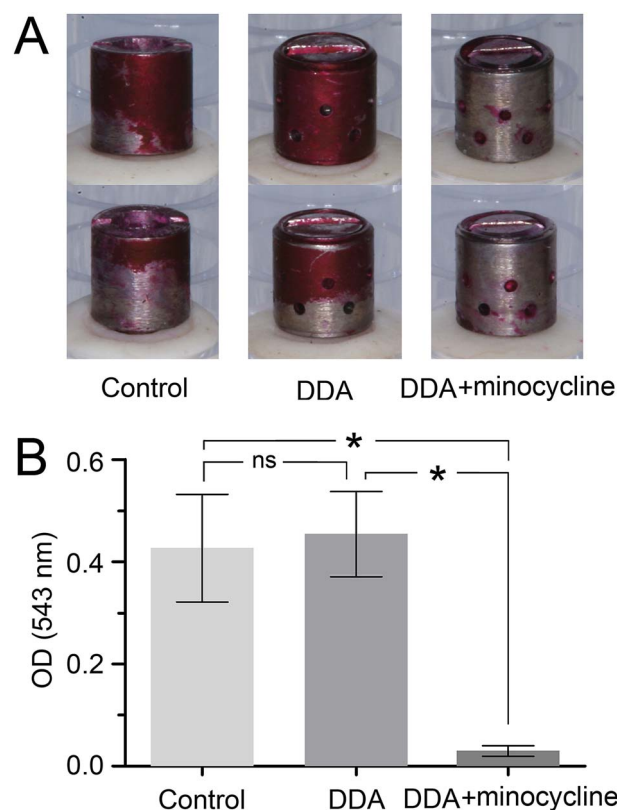 A
Control DDA DDA+minocycline
B
* 
ns
*
0.6
0.4
0.2
0.0
OD (543 nm)
Control DDA DDA+minocycline